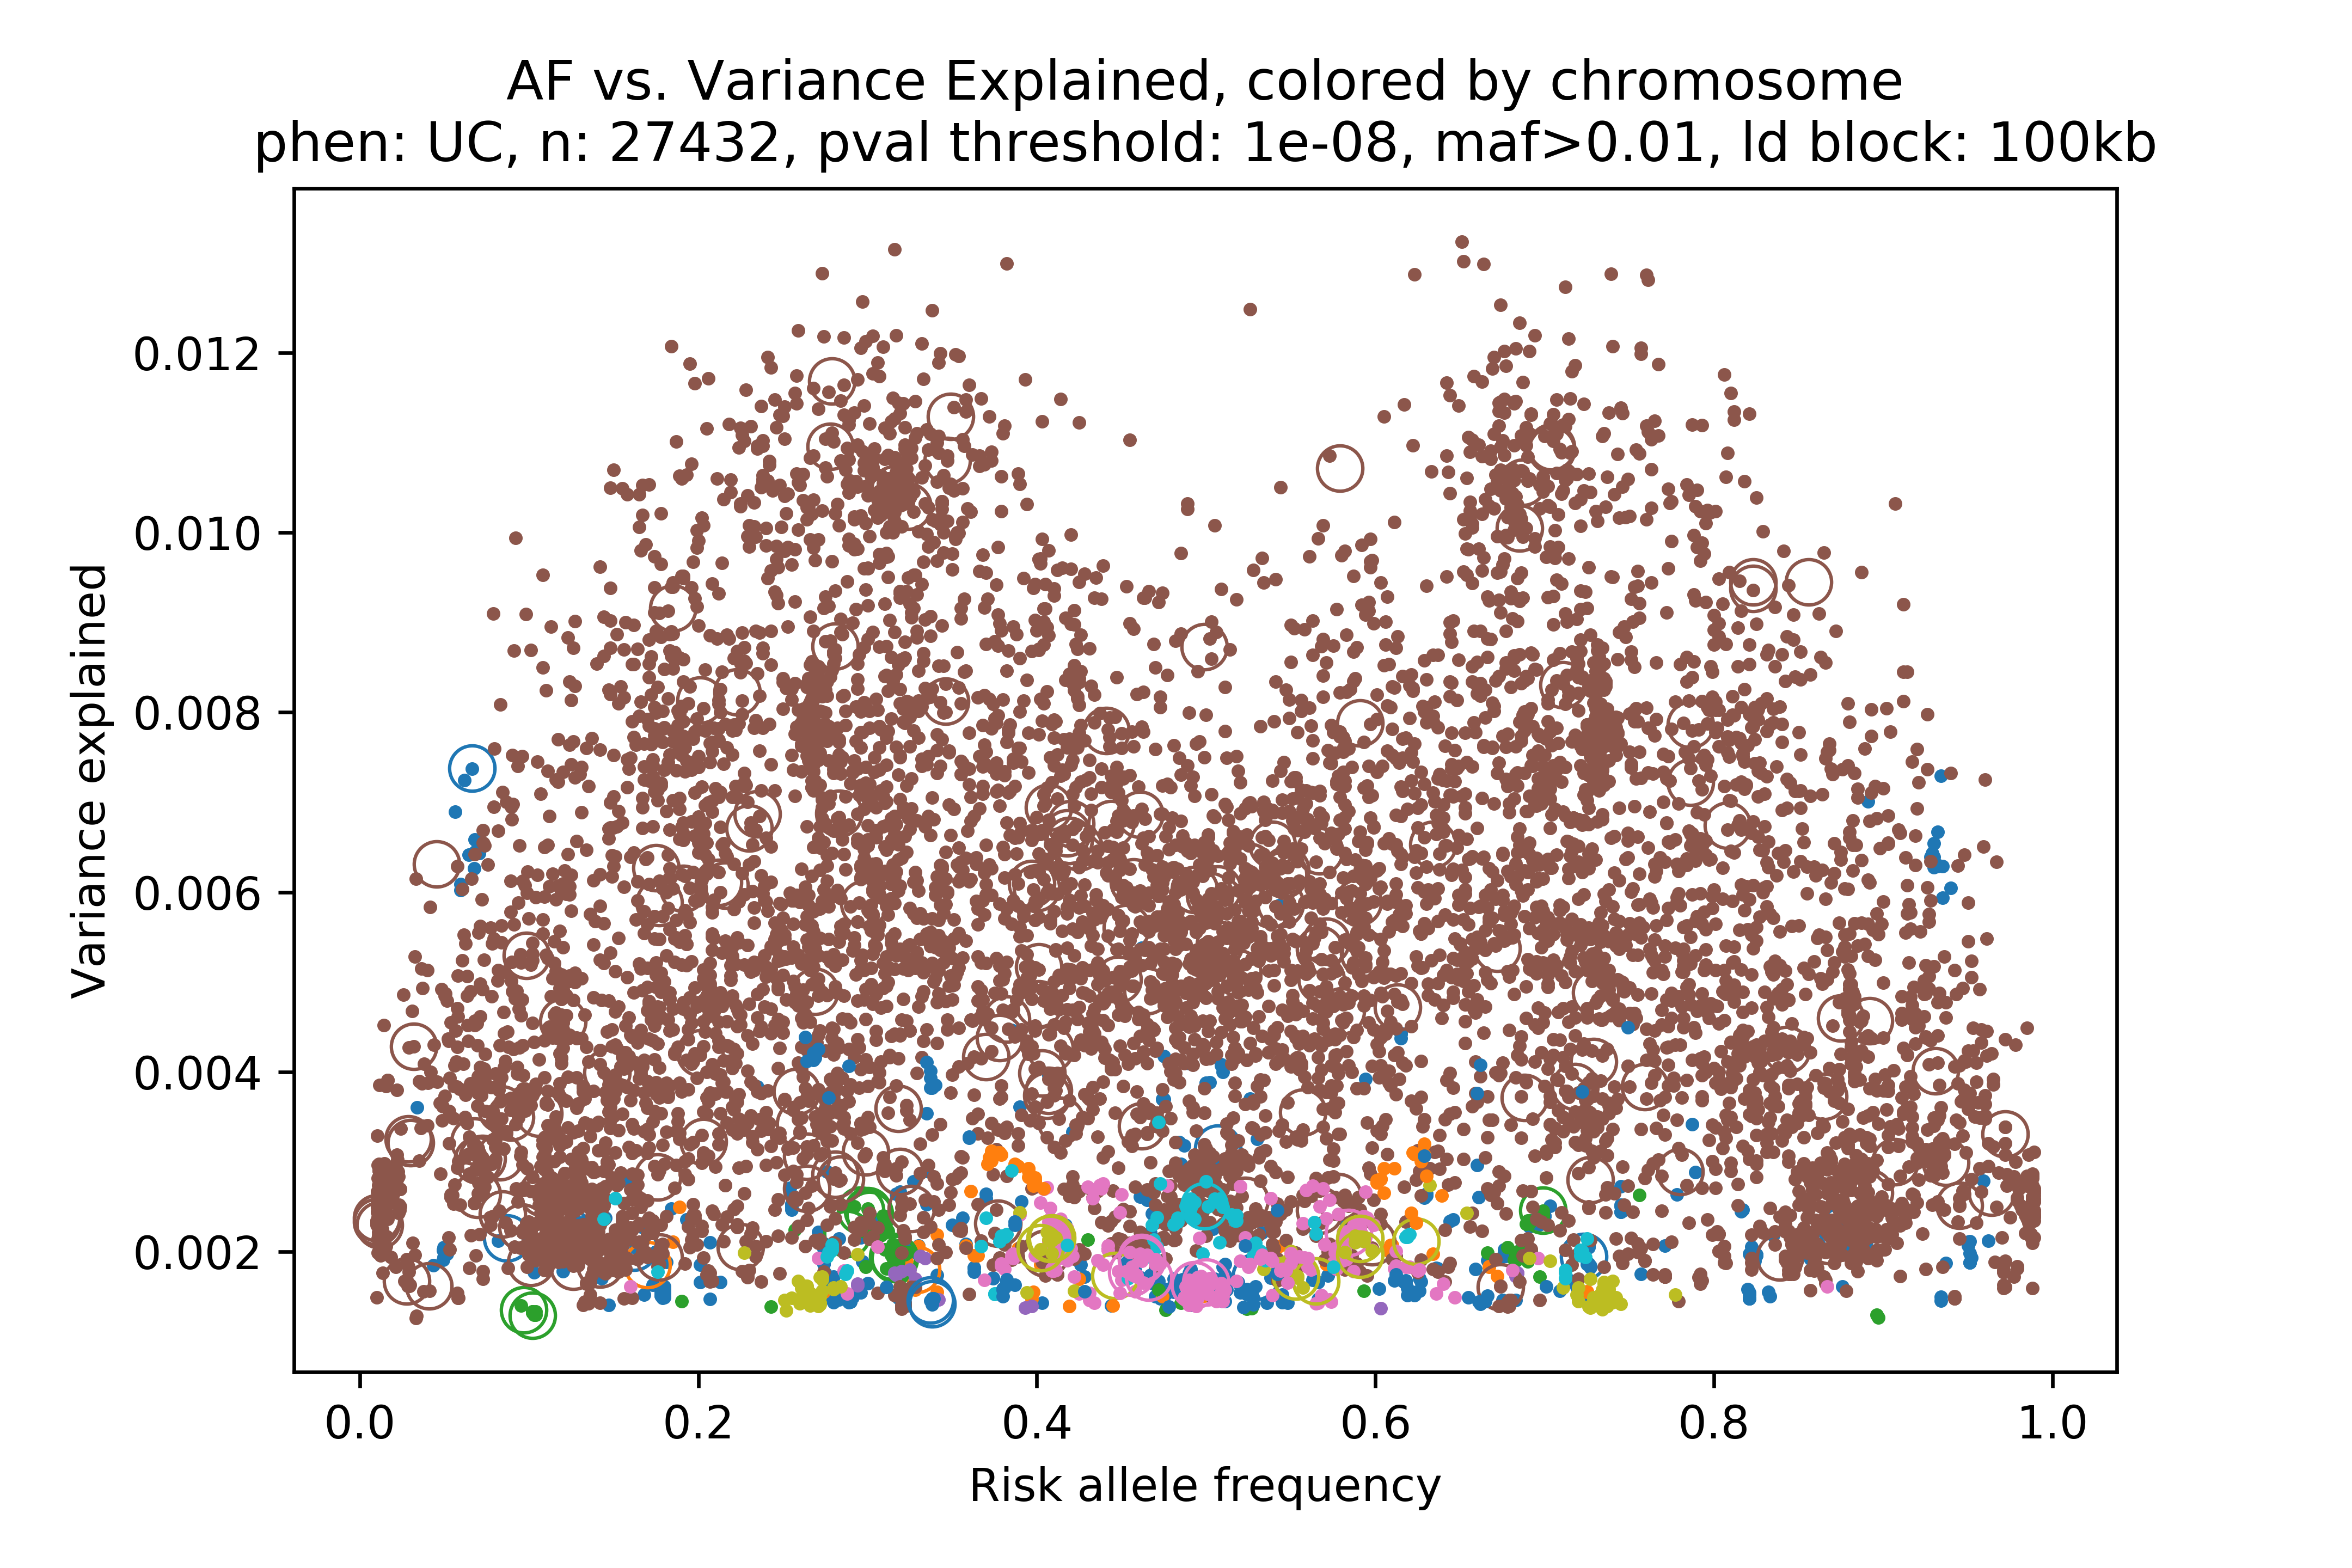 AF vs. Variance Explained, colored by chromosome
phen: UC, n: 27432, pval threshold: 1e-08, maf>0.01, ld block: 100kb
0.012
0.010
0.008
0.006
0.004
0.002
Variance explained
0.0 0.2 0.4 0.6 0.8 1.0
Risk allele frequency